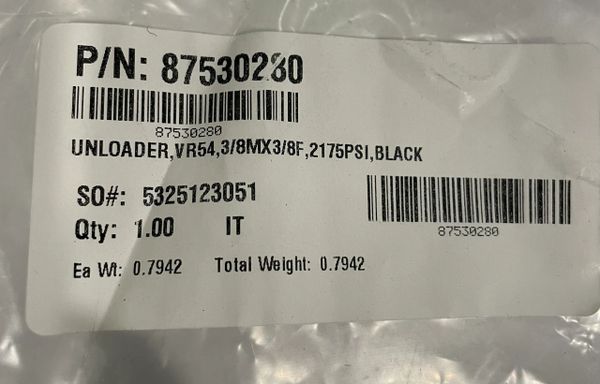 P/N: 87530280
87530280
UNLOADER,VR54,3/8MX3/8F,2175PSI,BLACK
SO#: 5325123051
Qty: 1.00 IT
87530280
Ea Wt: 0.7942 Total Weight: 0.7942